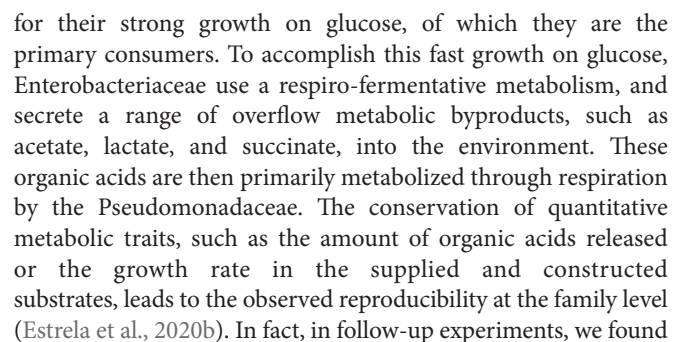 for their strong growth on glucose, of which they are the
primary consumers. To accomplish this fast growth on glucose,
Enterobacteriaceae use a respiro-fermentative metabolism, and
secrete a range of overflow metabolic byproducts, such as
acetate, lactate, and succinate, into the environment. These
organic acids are then primarily metabolized through respiration
by the Pseudomonadaceae. The conservation of quantitative
metabolic traits, such as the amount of organic acids released
or the growth rate in the supplied and constructed
substrates, leads to the observed reproducibility at the family level
(Estrela et al., 2020b). In fact, in follow-up experiments, we found